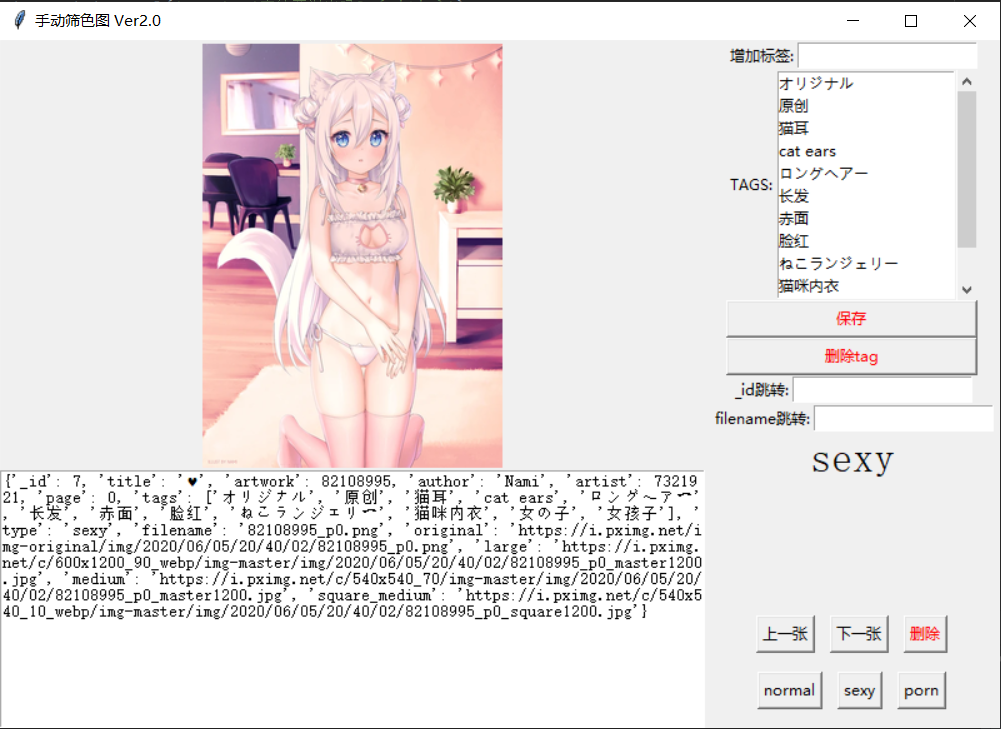 手动筛色图 Ver2.0
增加标签:
TAGS:
オリジナル
原创
猫耳
cat ears
ロングヘアー
长发
赤面
脸红
ねこランジェリー
猫咪内衣
保存
删除tag
_id跳转:
filename跳转:
sexy
{'_id': 7, 'title': '♥', 'artwork': 82108995, 'author': 'Nami', 'artist': 73219
21, 'page': 0, 'tags': ['オリジナル', '原创', '猫耳', 'cat ears', 'ロングヘアー'
, '长发', '赤面', '脸红', 'ねこランジェリー', '猫咪内衣', '女の子', '女孩子'], '
type': 'sexy', 'filename': '82108995_p0.png', 'original': 'https://i.pximg.net/i
mg-original/img/2020/06/05/20/40/02/82108995_p0.png', 'large': 'https://i.pximg.
net/c/600x1200_90_webp/img-master/img/2020/06/05/20/40/02/82108995_p0_master1200
.jpg', 'medium': 'https://i.pximg.net/c/540x540_70/img-master/img/2020/06/05/20/
40/02/82108995_p0_master1200.jpg', 'square_medium': 'https://i.pximg.net/c/540x5
40_10_webp/img-master/img/2020/06/05/20/40/02/82108995_p0_square1200.jpg'}
上一张 下一张 删除
normal sexy porn